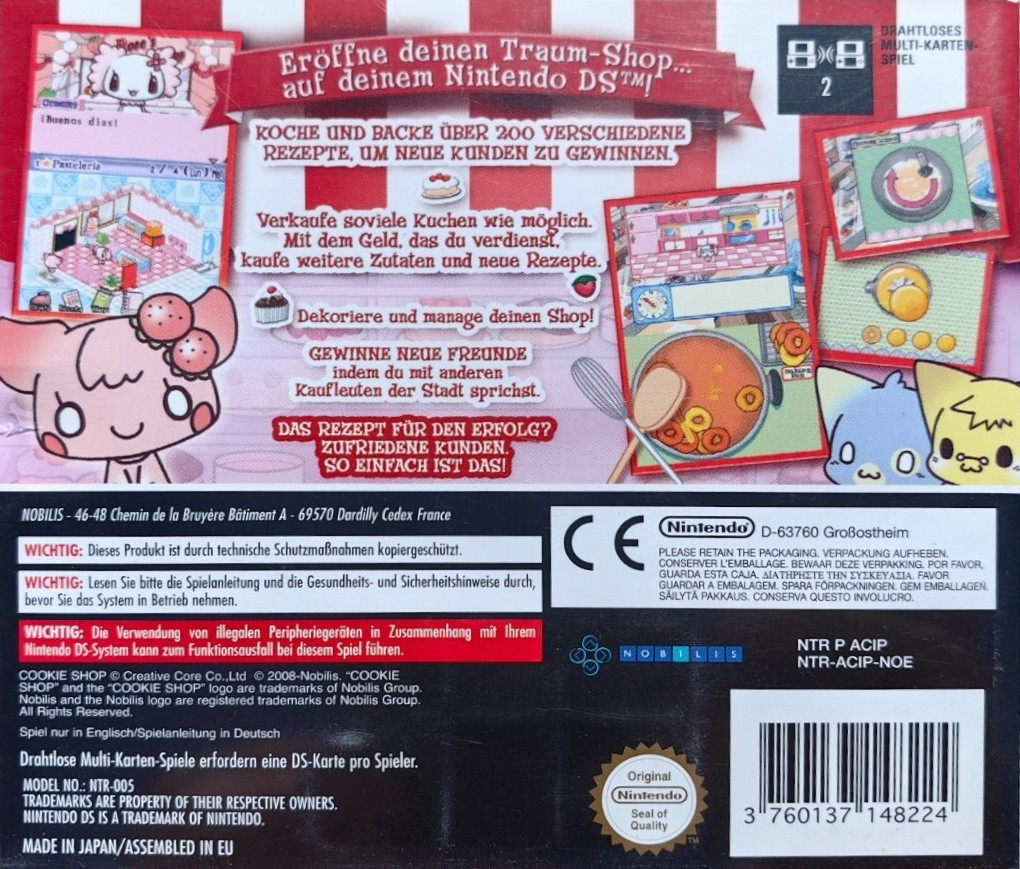 Eröffne deinen Traum-Shop...
auf deinem Nintendo DS™!
DRAHTLOSES
MULTI-KARTEN-
SPIEL
2
¡Buenos dias!
Pastelería
KOCHE UND BACKE ÜBER 200 VERSCHIEDENE
REZEPTE, UM NEUE KUNDEN ZU GEWINNEN.
Verkaufe soviele Kuchen wie möglich.
Mit dem Geld, das du verdienst,
kaufe weitere Zutaten und neue Rezepte.
Dekoriere und manage deinen Shop!
GEWINNE NEUE FREUNDE
indem du mit anderen
Kaufleuten der Stadt sprichst.
DAS REZEPT FÜR DEN ERFOLG?
ZUFRIEDENE KUNDEN.
SO EINFACH IST DAS!
NOBILIS - 46-48 Chemin de la Bruyère Bâtiment A - 69570 Dardilly Cedex France
WICHTIG: Dieses Produkt ist durch technische Schutzmaßnahmen kopiergeschützt.
WICHTIG: Lesen Sie bitte die Spielanleitung und die Gesundheits- und Sicherheitshinweise durch,
bevor Sie das System in Betrieb nehmen.
WICHTIG: Die Verwendung von illegalen Peripheriegeräten in Zusammenhang mit Ihrem
Nintendo DS-System kann zum Funktionsausfall bei diesem Spiel führen.
COOKIE SHOP © Creative Core Co.,Ltd © 2008-Nobilis. "COOKIE
SHOP" and the "COOKIE SHOP" logo are trademarks of Nobilis Group.
Nobilis and the Nobilis logo are registered trademarks of Nobilis Group.
All Rights Reserved.
Spiel nur in Englisch/Spielanleitung in Deutsch
Drahtlose Multi-Karten-Spiele erfordern eine DS-Karte pro Spieler.
MODEL NO.: NTR-005
TRADEMARKS ARE PROPERTY OF THEIR RESPECTIVE OWNERS.
NINTENDO DS IS A TRADEMARK OF NINTENDO.
MADE IN JAPAN/ASSEMBLED IN EU
CE
Nintendo® D-63760 Großostheim
PLEASE RETAIN THE PACKAGING. VERPACKUNG AUFHEBEN.
CONSERVER L'EMBALLAGE. BEWAAR DEZE VERPAKKING. POR FAVOR,
GUARDA ESTA CAJA. ΔΙΑΤΗΡΗΣΤΕ ΤΗΝ ΣΥΣΚΕΥΑΣΙΑ. FAVOR
GUARDAR A EMBALAGEM. SPARA FÖRPACKNINGEN. GEM EMBALLAGEN.
SÄILYTÄ PAKKAUS. CONSERVA QUESTO INVOLUCRO.
NOBILIS
NTR P ACIP
NTR-ACIP-NOE
Original
Nintendo
Seal of
Quality
TM
3 760137 148224